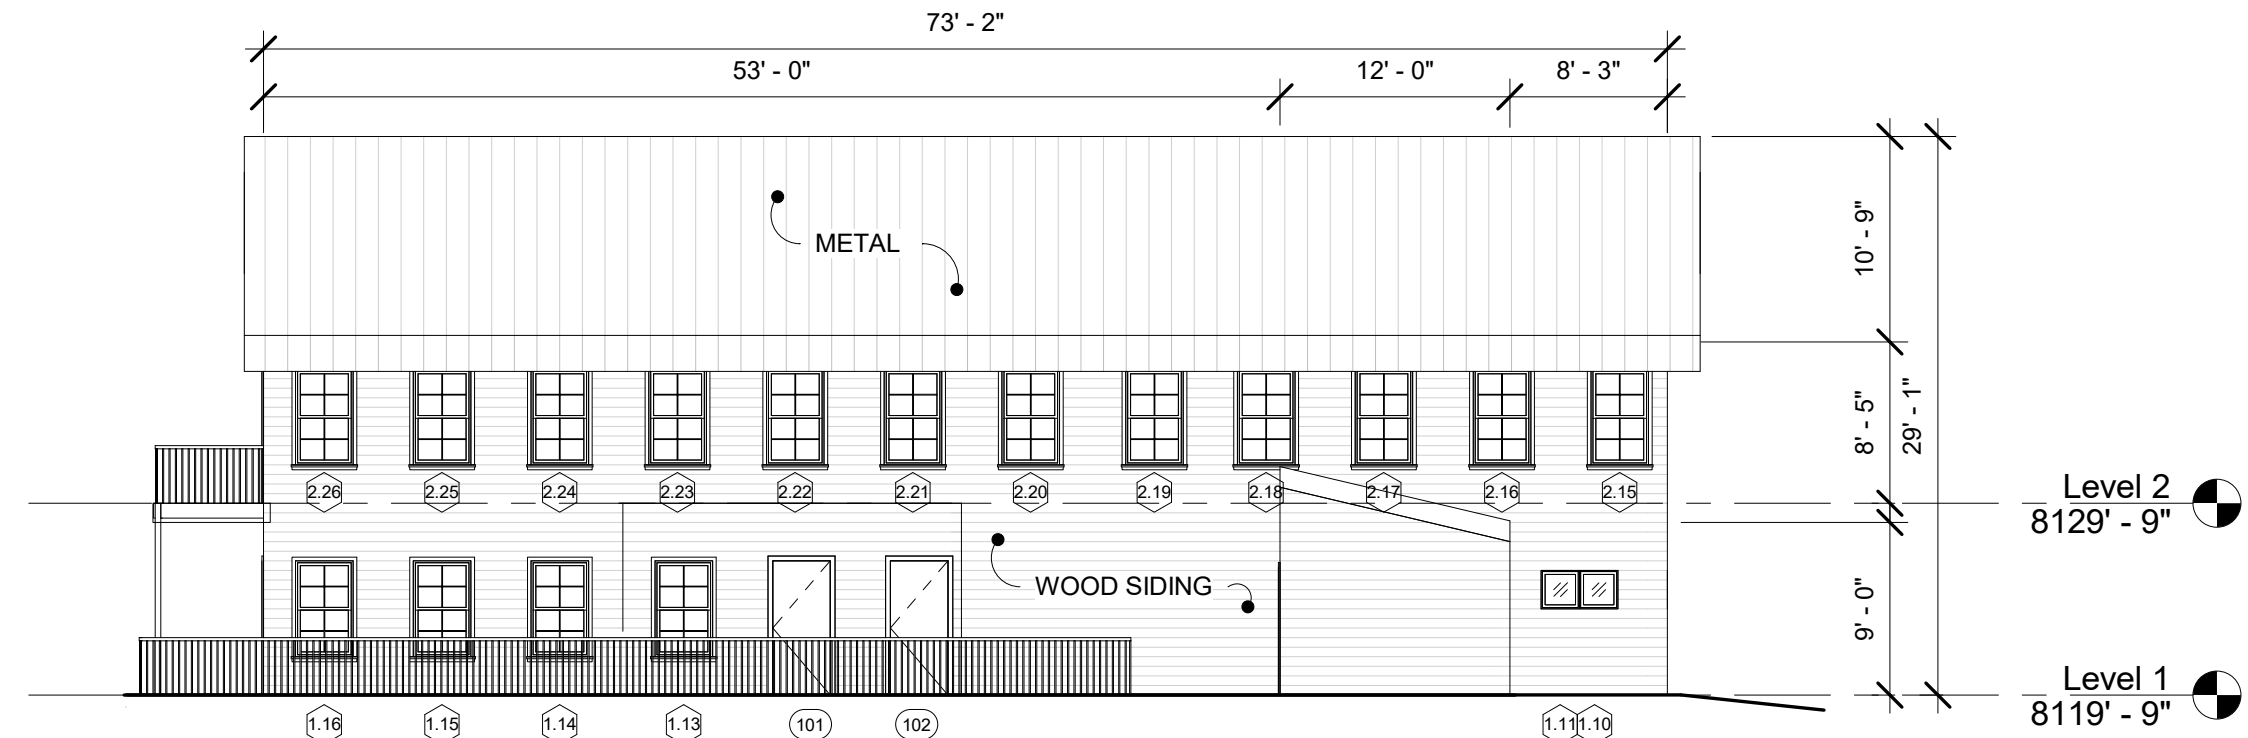 73' - 2"
53' - 0"
12' - 0"
8' - 3"
10' - 9"
METAL
8' - 5"
29' - 1"
2.26
2.25
2.24
2.23
2.22
2.21
2.20
2.19
2.18
2.17
2.16
2.15
Level 2
8129' - 9"
WOOD SIDING
9' - 0"
Level 1
8119' - 9"
1.16
1.15
1.14
1.13
101
102
1.11
1.10